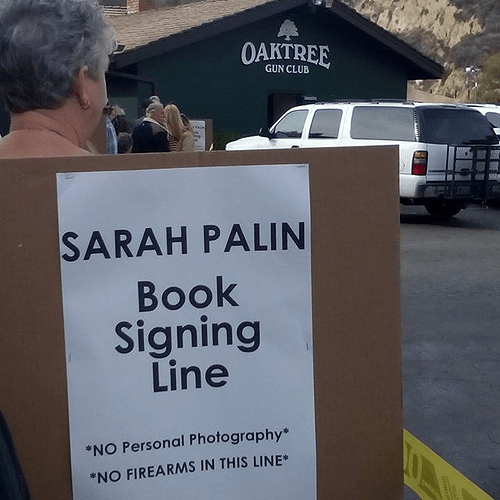 OAKTREE
GUN CLUB
SARAH PALIN
Book
Signing
Line
*NO Personal Photography*
*NO FIREARMS IN THIS LINE*